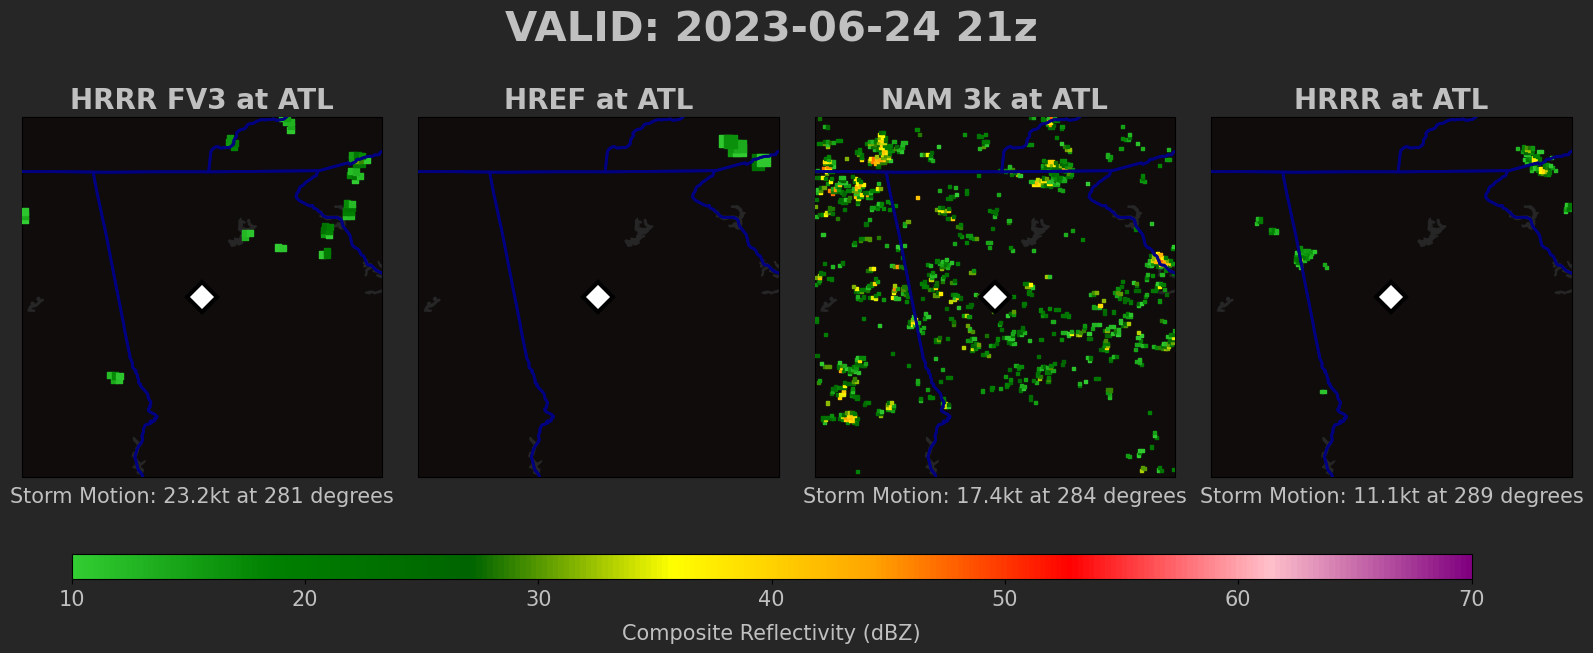 VALID: 2023-06-24 21z
HRRR FV3 at ATL
HREF at ATL
NAM 3k at ATL
HRRR at ATL
Storm Motion: 23.2kt at 281 degrees
Storm Motion: 17.4kt at 284 degrees
Storm Motion: 11.1kt at 289 degrees
10 20 30 40 50 60 70
Composite Reflectivity (dBZ)